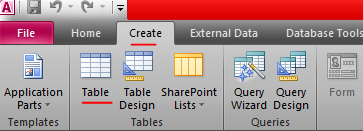 A
File Home Create External Data Database Tools
Application Parts Table Table Design SharePoint Lists Query Wizard Query Design Form
Templates Tables Queries